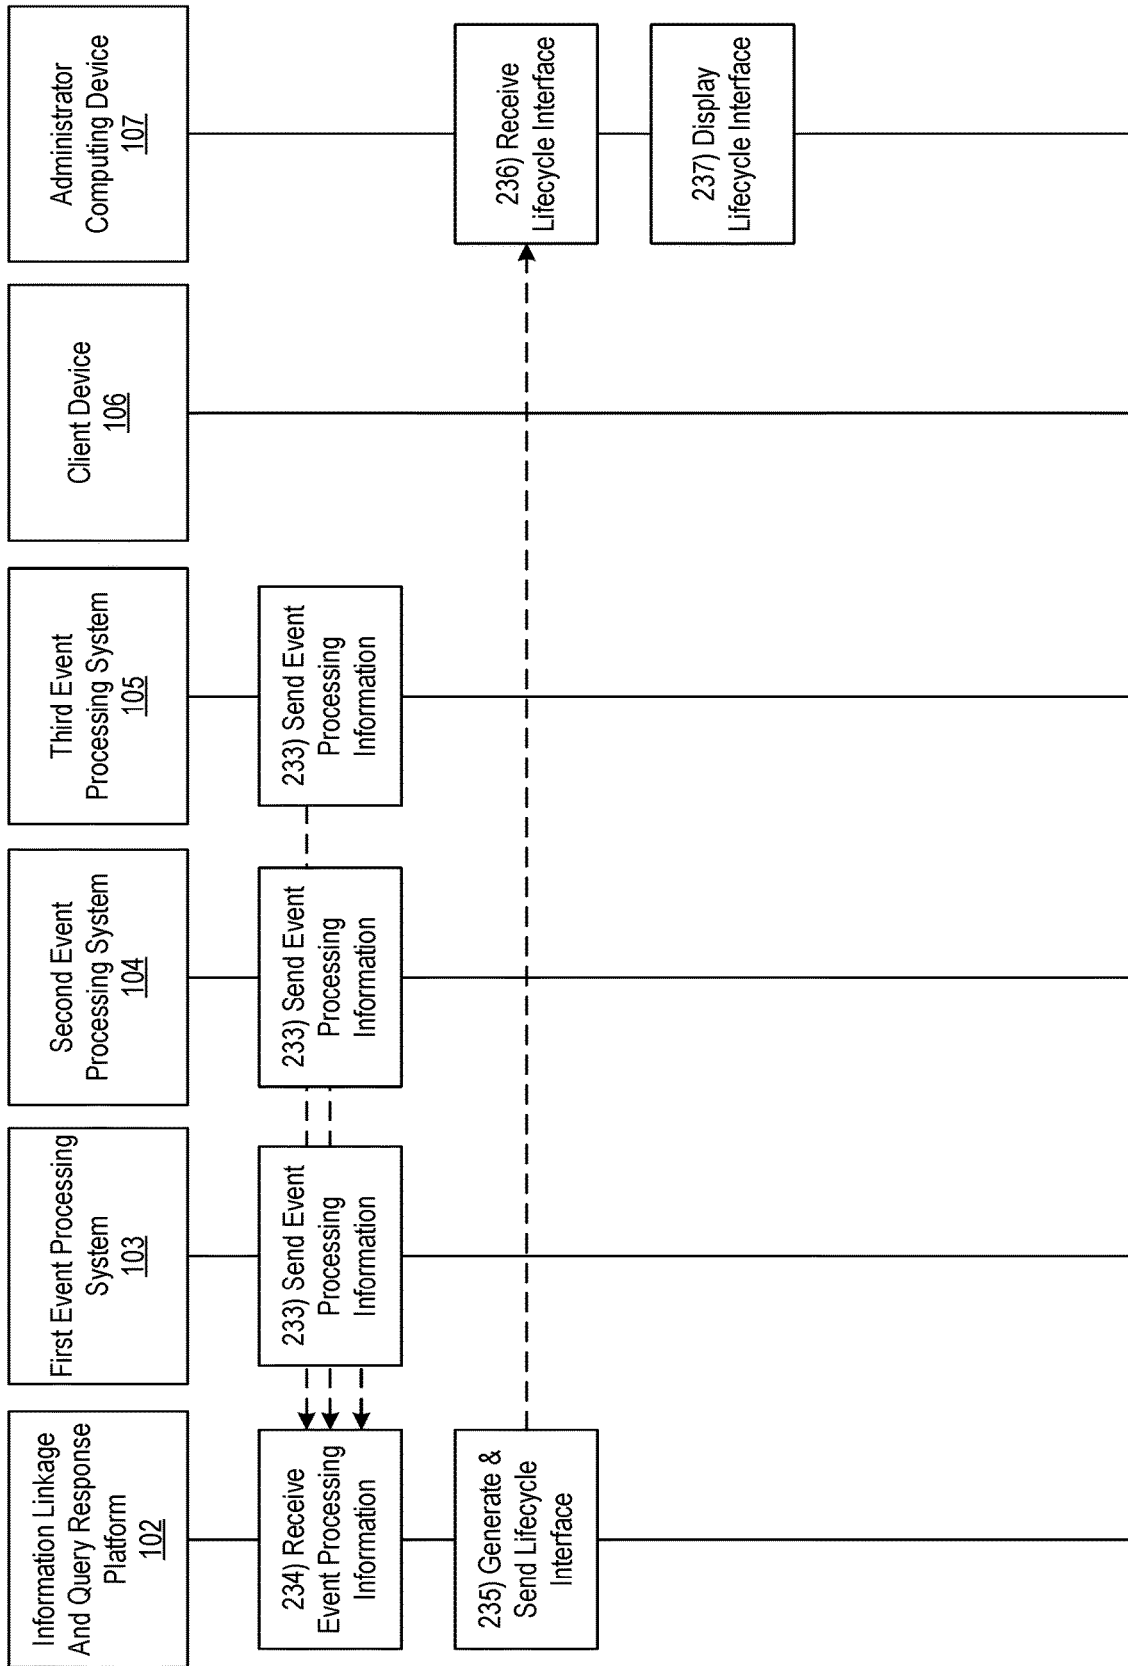 Information Linkage
And Query Response
Platform
102
First Event Processing
System
103
Second Event
Processing System
104
Third Event
Processing System
105
Client Device
106
Administrator
Computing Device
107
234) Receive
Event Processing
Information
233) Send Event
Processing
Information
233) Send Event
Processing
Information
233) Send Event
Processing
Information
235) Generate &
Send Lifecycle
Interface
236) Receive
Lifecycle Interface
237) Display
Lifecycle Interface